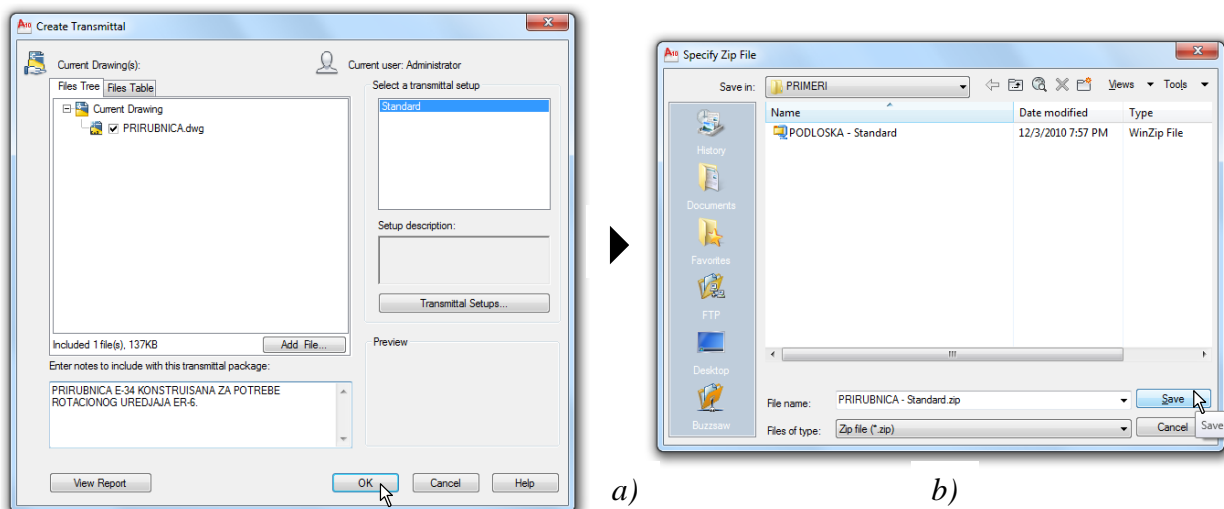 Create Transmittal
Current Drawing(s):
Current user: Administrator
Files Tree
Files Table
Current Drawing
PRIRUBNICA.dwg
Included 1 file(s), 137KB
Add File...
Enter notes to include with this transmittal package:
PRIRUBNICA E-34 KONSTRUISANA ZA POTREBE
ROTACIONOG UREDJAJA ER-6.
Select a transmittal setup
Standard
Setup description:
Transmittal Setups...
Preview
View Report
OK
Cancel
Help
a)
Specify Zip File
Save in:
PRIMERI
Views
Tools
History
Documents
Favorites
FTP
Desktop
Buzzsaw
Name Date modified Type
PODLOSKA - Standard 12/3/2010 7:57 PM WinZip File
File name:
PRIRUBNICA - Standard.zip
Save
Files of type:
Zip file (*.zip)
Cancel
Save
b)